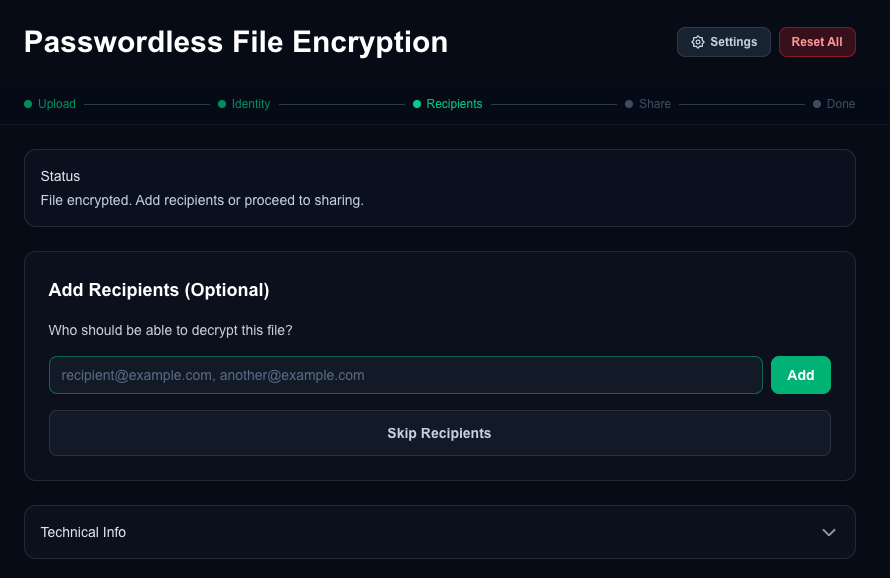 Passwordless File Encryption
Settings
Reset All
Upload
Identity
Recipients
Share
Done
Status
File encrypted. Add recipients or proceed to sharing.
Add Recipients (Optional)
Who should be able to decrypt this file?
recipient@example.com, another@example.com
Add
Skip Recipients
Technical Info